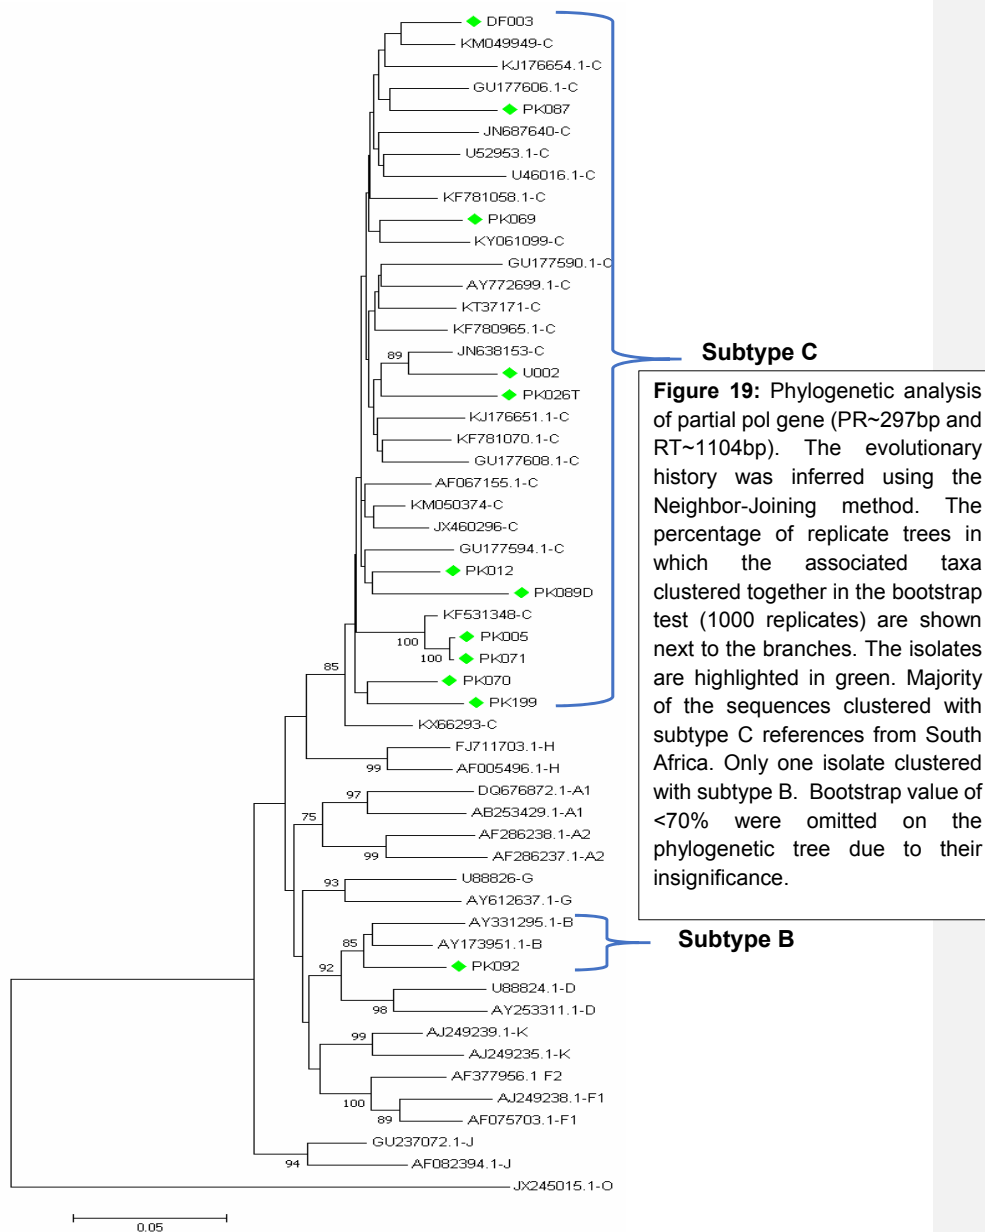 DF003
KM049949-C
KJ176654.1-C
GU177606.1-C
PK087
JN687640-C
U52953.1-C
U46016.1-C
KF781058.1-C
PK069
KY061099-C
GU177590.1-C
AY772699.1-C
KT37171-C
KF780965.1-C
89
JN638153-C
U002
PK026T
KJ176651.1-C
KF781070.1-C
GU177608.1-C
AF067155.1-C
KM050374-C
JX460296-C
GU177594.1-C
PK012
PK089D
KF531348-C
100
PK005
100
PK071
85
PK070
PK199
KX66293-C
FJ711703.1-H
99
AF005496.1-H
DQ676872.1-A1
97
AB253429.1-A1
75
AF286238.1-A2
99
AF286237.1-A2
93
U88826-G
AY612637.1-G
AY331295.1-B
85
AY173951.1-B
92
PK092
U88824.1-D
98
AY253311.1-D
99
AJ249239.1-K
AJ249235.1-K
AF377956.1 F2
100
AJ249238.1-F1
89
AF075703.1-F1
GU237072.1-J
94
AF082394.1-J
JX245015.1-O
0.05
Subtype C
Figure 19: Phylogenetic analysis
of partial pol gene (PR~297bp and
RT~1104bp). The evolutionary
history was inferred using the
Neighbor-Joining method. The
percentage of replicate trees in
which the associated taxa
clustered together in the bootstrap
test (1000 replicates) are shown
next to the branches. The isolates
are highlighted in green. Majority
of the sequences clustered with
subtype C references from South
Africa. Only one isolate clustered
with subtype B. Bootstrap value of
<70% were omitted on the
phylogenetic tree due to their
insignificance.
Subtype B